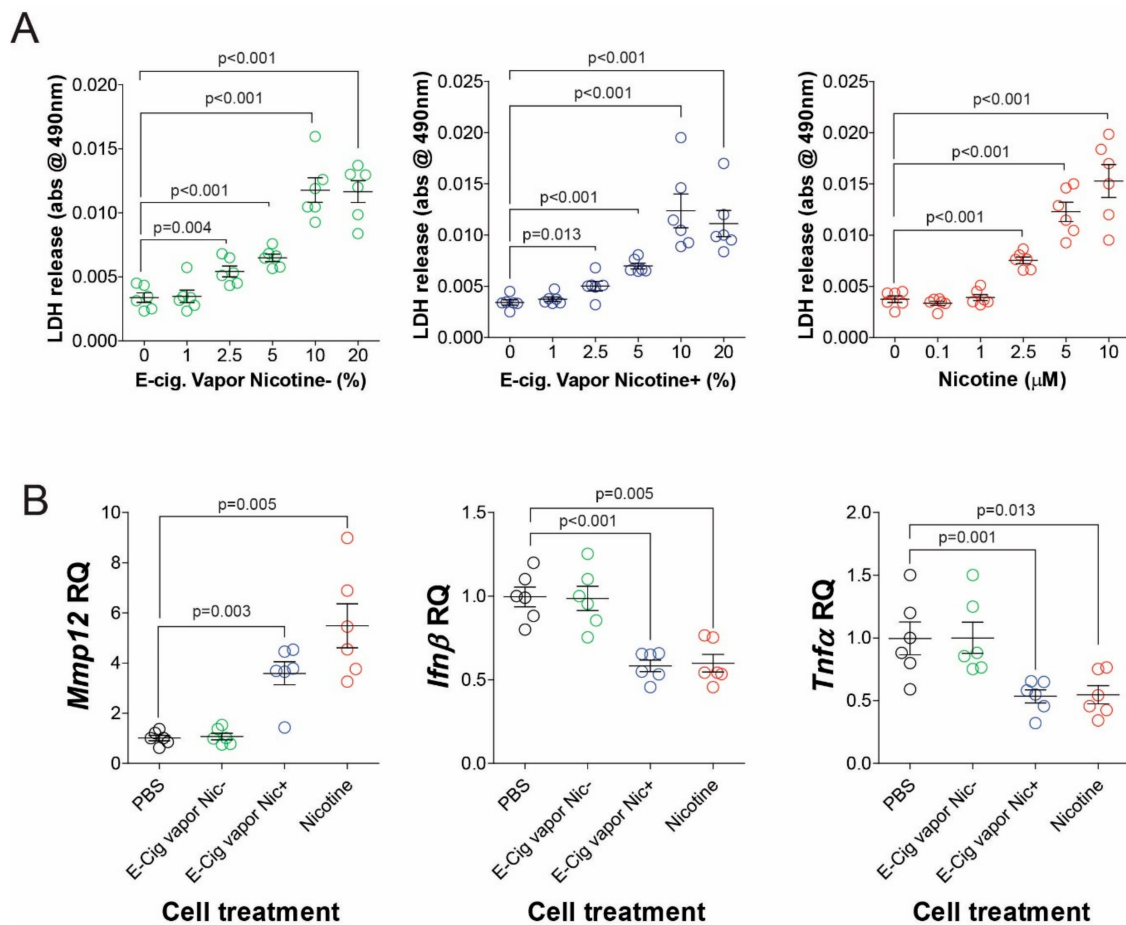 A
LDH release (abs @ 490nm)
0.020
0.015
0.010
0.005
0.000
p<0.001
p<0.001
p<0.001
p=0.004
0 1 2.5 5 10 20
E-cig. Vapor Nicotine- (%)
LDH release (abs @ 490nm)
0.025
0.020
0.015
0.010
0.005
0.000
p<0.001
p<0.001
p<0.001
p=0.013
0 1 2.5 5 10 20
E-cig. Vapor Nicotine+ (%)
LDH release (abs @ 490nm)
0.025
0.020
0.015
0.010
0.005
0.000
p<0.001
p<0.001
p<0.001
0 0.1 1 2.5 5 10
Nicotine (μM)
B
Mmp12 RQ
10
8
6
4
2
0
p=0.005
p=0.003
PBS
E-Cig vapor Nic-
E-Cig vapor Nic+
Nicotine
Cell treatment
Ifnβ RQ
1.5
1.0
0.5
0.0
p=0.005
p<0.001
PBS
E-Cig vapor Nic-
E-Cig vapor Nic+
Nicotine
Cell treatment
Tnfα RQ
2.0
1.5
1.0
0.5
0.0
p=0.013
p=0.001
PBS
E-Cig vapor Nic-
E-Cig vapor Nic+
Nicotine
Cell treatment